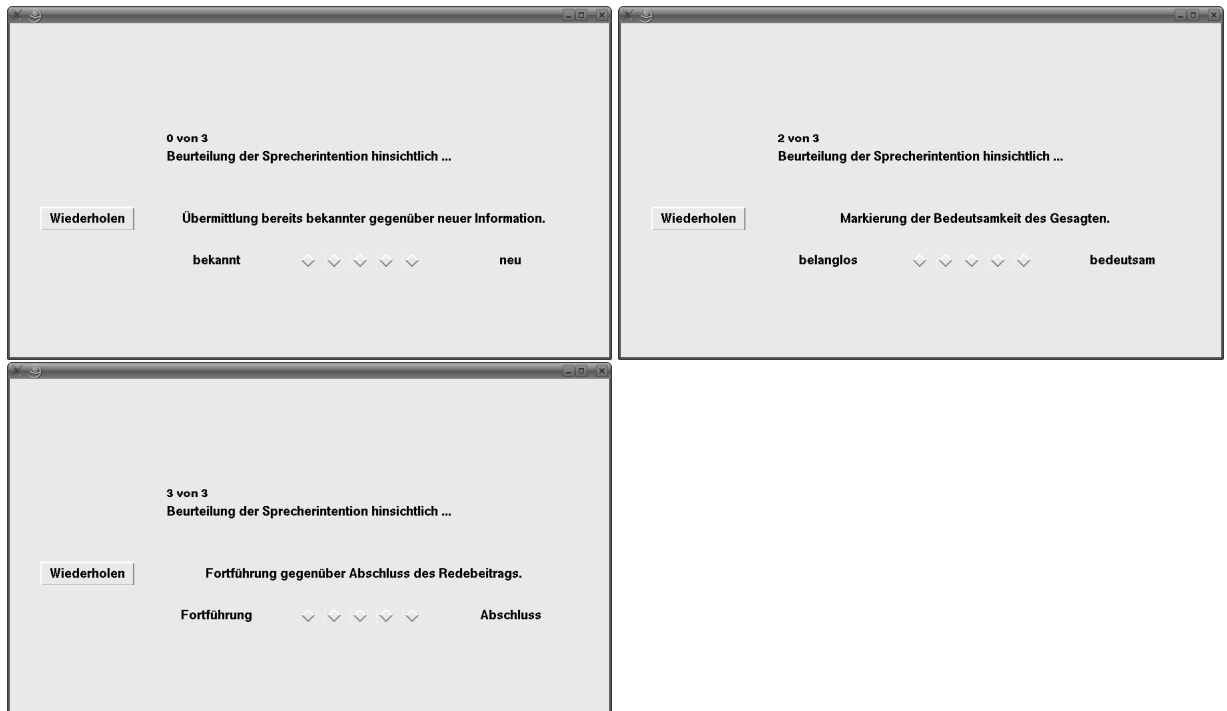 0 von 3
Beurteilung der Sprecherintention hinsichtlich ...
Wiederholen
Übermittlung bereits bekannter gegenüber neuer Information.
bekannt neu
2 von 3
Beurteilung der Sprecherintention hinsichtlich ...
Wiederholen
Markierung der Bedeutsamkeit des Gesagten.
belanglos bedeutsam
3 von 3
Beurteilung der Sprecherintention hinsichtlich ...
Wiederholen
Fortführung gegenüber Abschluss des Redebeitrags.
Fortführung Abschluss